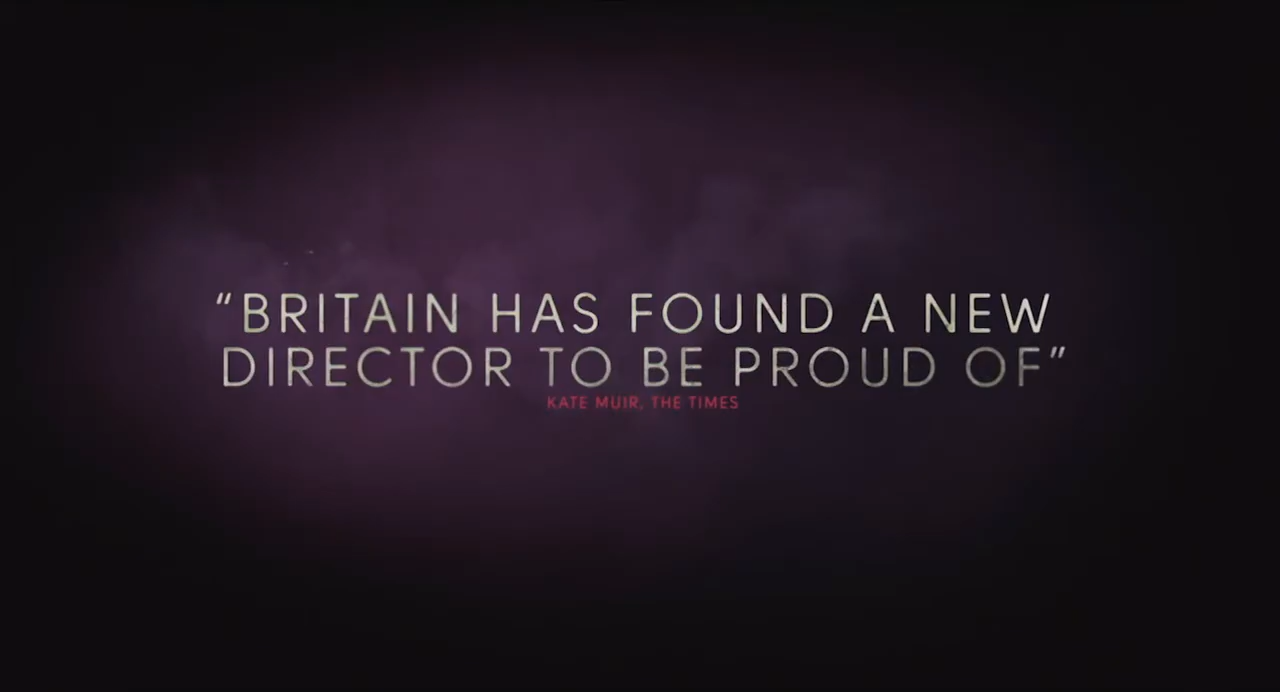 “BRITAIN HAS FOUND A NEW
DIRECTOR TO BE PROUD OF”
KATE MUIR, THE TIMES